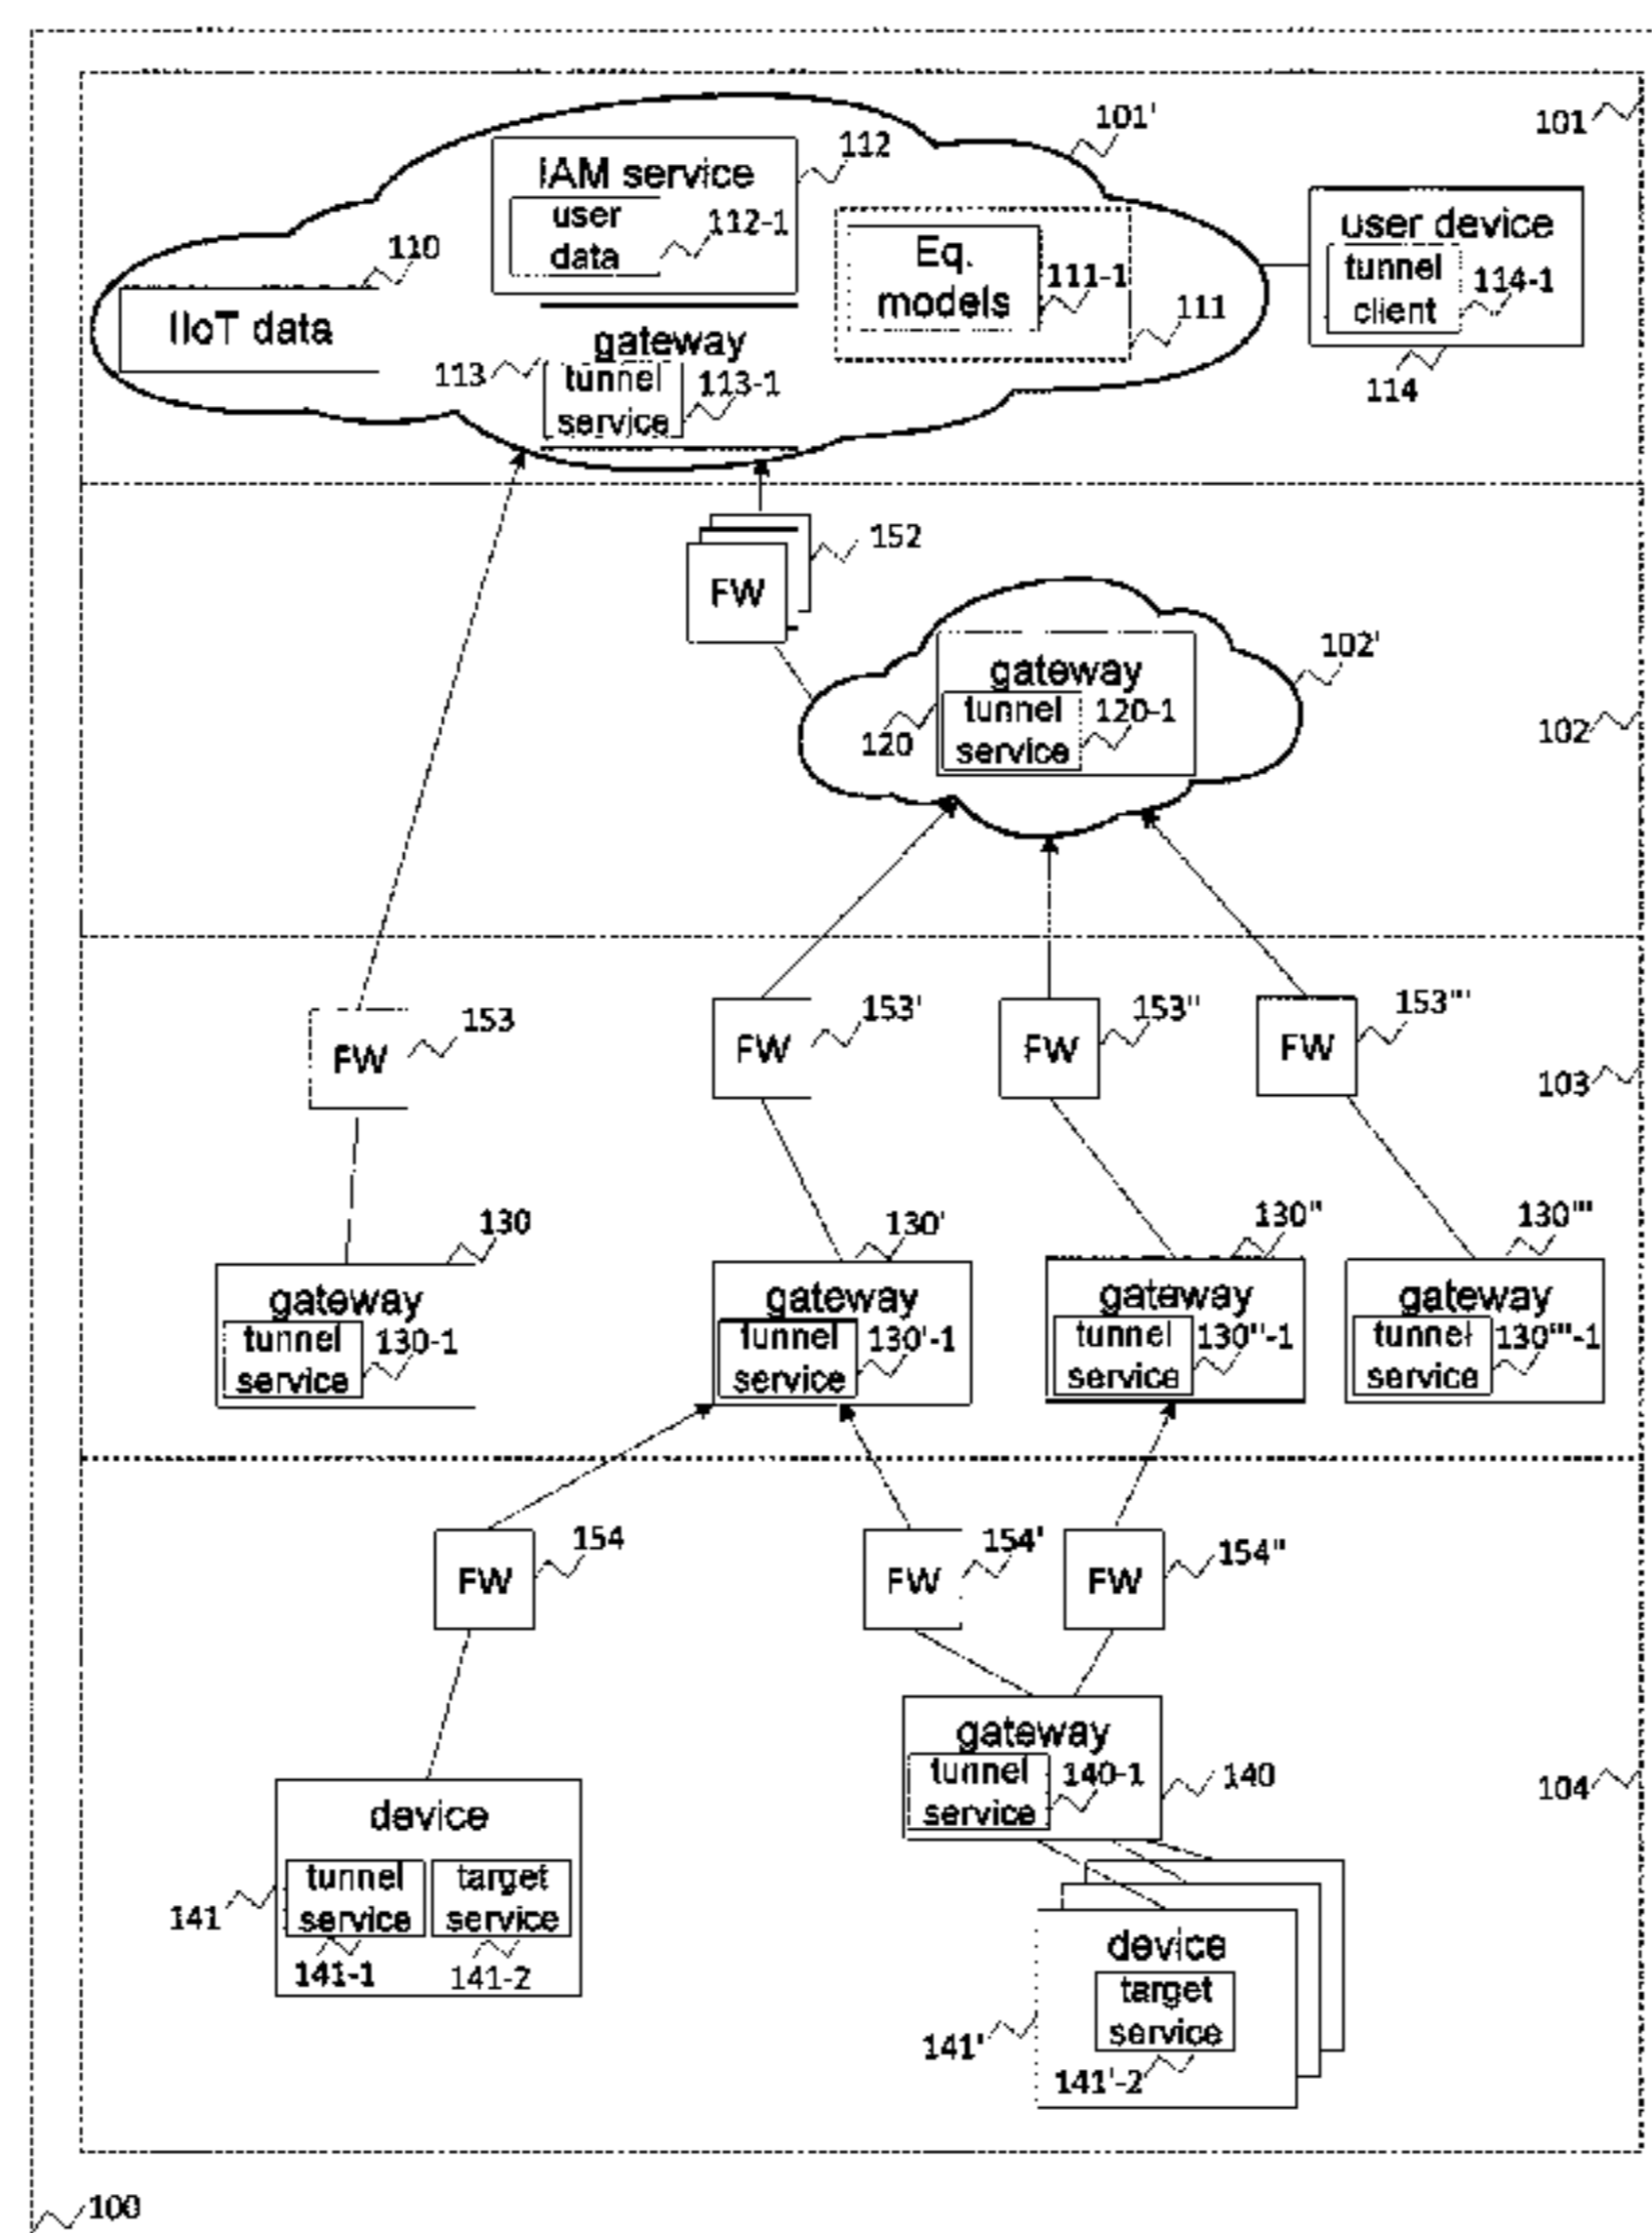 101'
101
112
IAM service
user
data
112-1
110
IIoT data
Eq.
models
111-1
111
user device
tunnel
client
114-1
114
gateway
113
tunnel
service
113-1
152
FW
102'
gateway
tunnel
service
120-1
120
102
153
FW
153'
FW
153''
FW
153'''
FW
103
130
gateway
tunnel
service
130-1
130'
gateway
tunnel
service
130'-1
130''
gateway
tunnel
service
130''-1
130'''
gateway
tunnel
service
130'''-1
154
FW
154'
FW
154''
FW
gateway
tunnel
service
140-1
140
104
device
tunnel
service
target
service
141
141-1
141-2
device
target
service
141'
141'-2
100